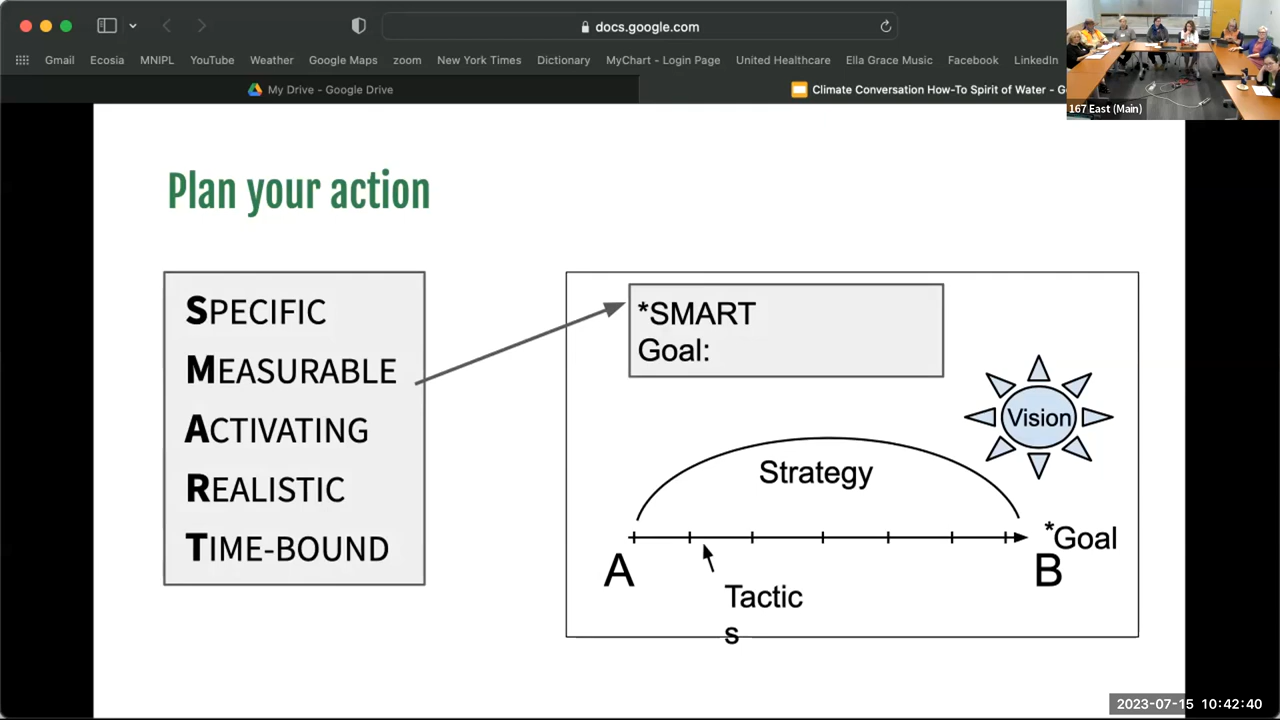 docs.google.com
Gmail Ecosia MNIPL YouTube Weather Google Maps zoom New York Times Dictionary MyChart - Login Page United Healthcare Ella Grace Music Facebook LinkedIn
My Drive - Google Drive
Climate Conversation How-To Spirit of Water - G
167 East (Main)
Plan your action
SPECIFIC
MEASURABLE
ACTIVATING
REALISTIC
TIME-BOUND
*SMART
Goal:
Vision
Strategy
*Goal
A
B
Tactic
s
2023-07-15 10:42:40